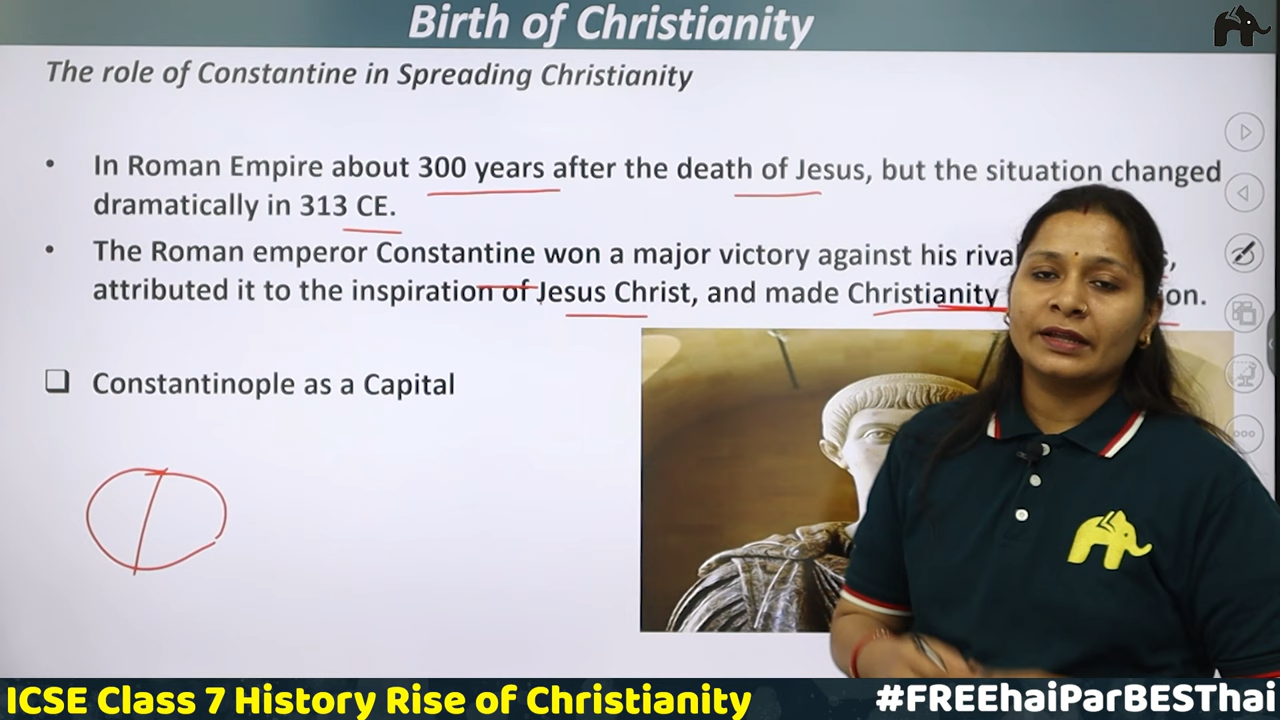 Birth of Christianity
The role of Constantine in Spreading Christianity
• In Roman Empire about 300 years after the death of Jesus, but the situation changed
dramatically in 313 CE.
• The Roman emperor Constantine won a major victory against his
attributed it to the inspiration of Jesus Christ, and made Christianity
❑ Constantinople as a Capital
ICSE Class 7 History Rise of Christianity
#FREEhaiParBESThai